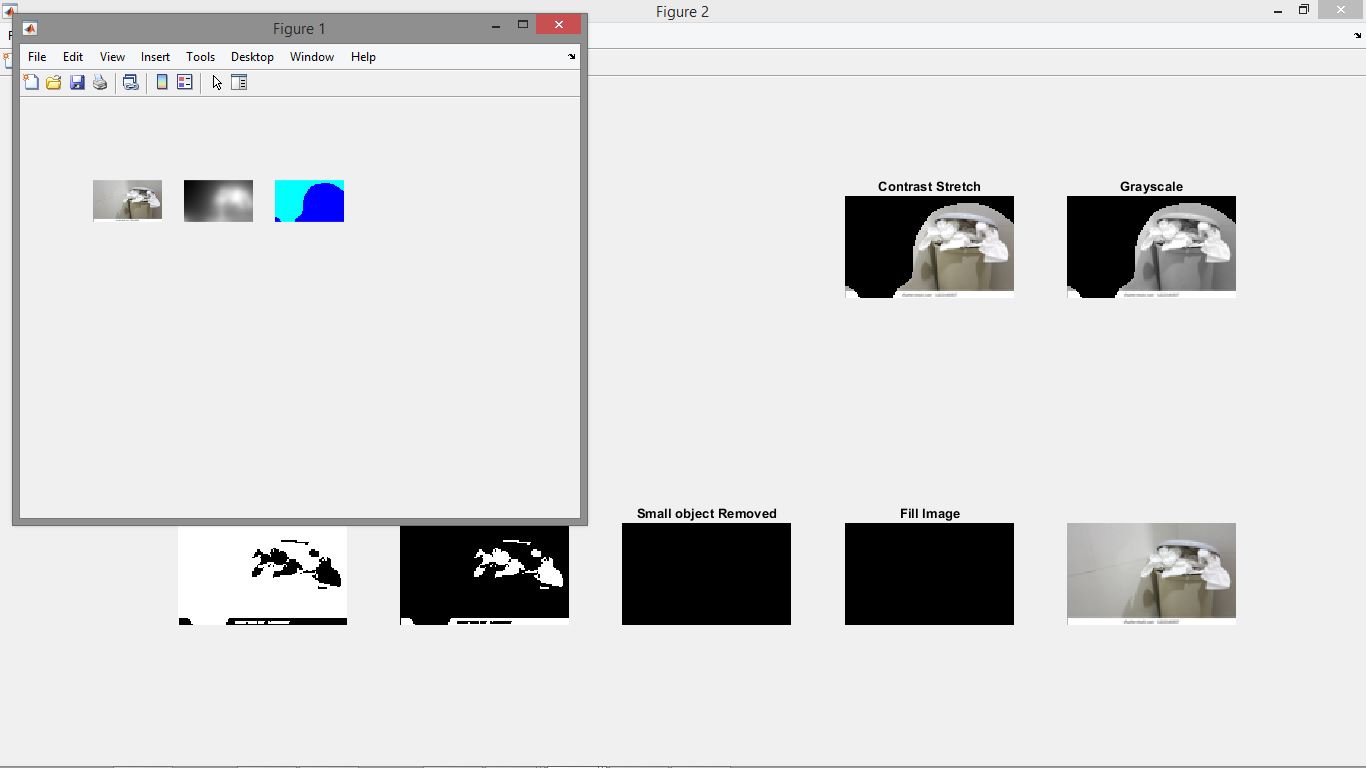 Figure 2
Figure 1
File Edit View Insert Tools Desktop Window Help
Contrast Stretch
Grayscale
Small object Removed
Fill Image